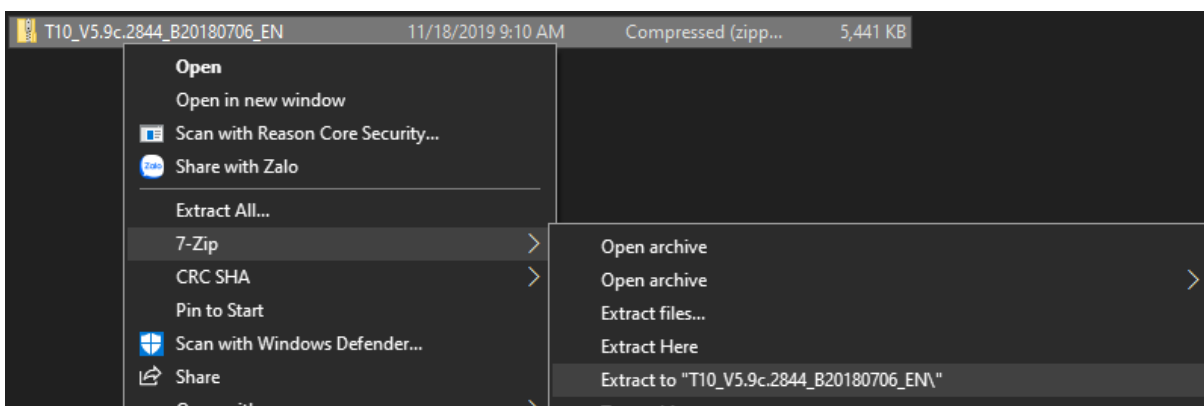 T10_V5.9c.2844_B20180706_EN 11/18/2019 9:10 AM Compressed (zipp... 5,441 KB
Open
Open in new window
Scan with Reason Core Security...
Zalo Share with Zalo
Extract All...
7-Zip
CRC SHA
Pin to Start
Scan with Windows Defender...
Share
Open archive
Open archive
Extract files...
Extract Here
Extract to "T10_V5.9c.2844_B20180706_EN\"